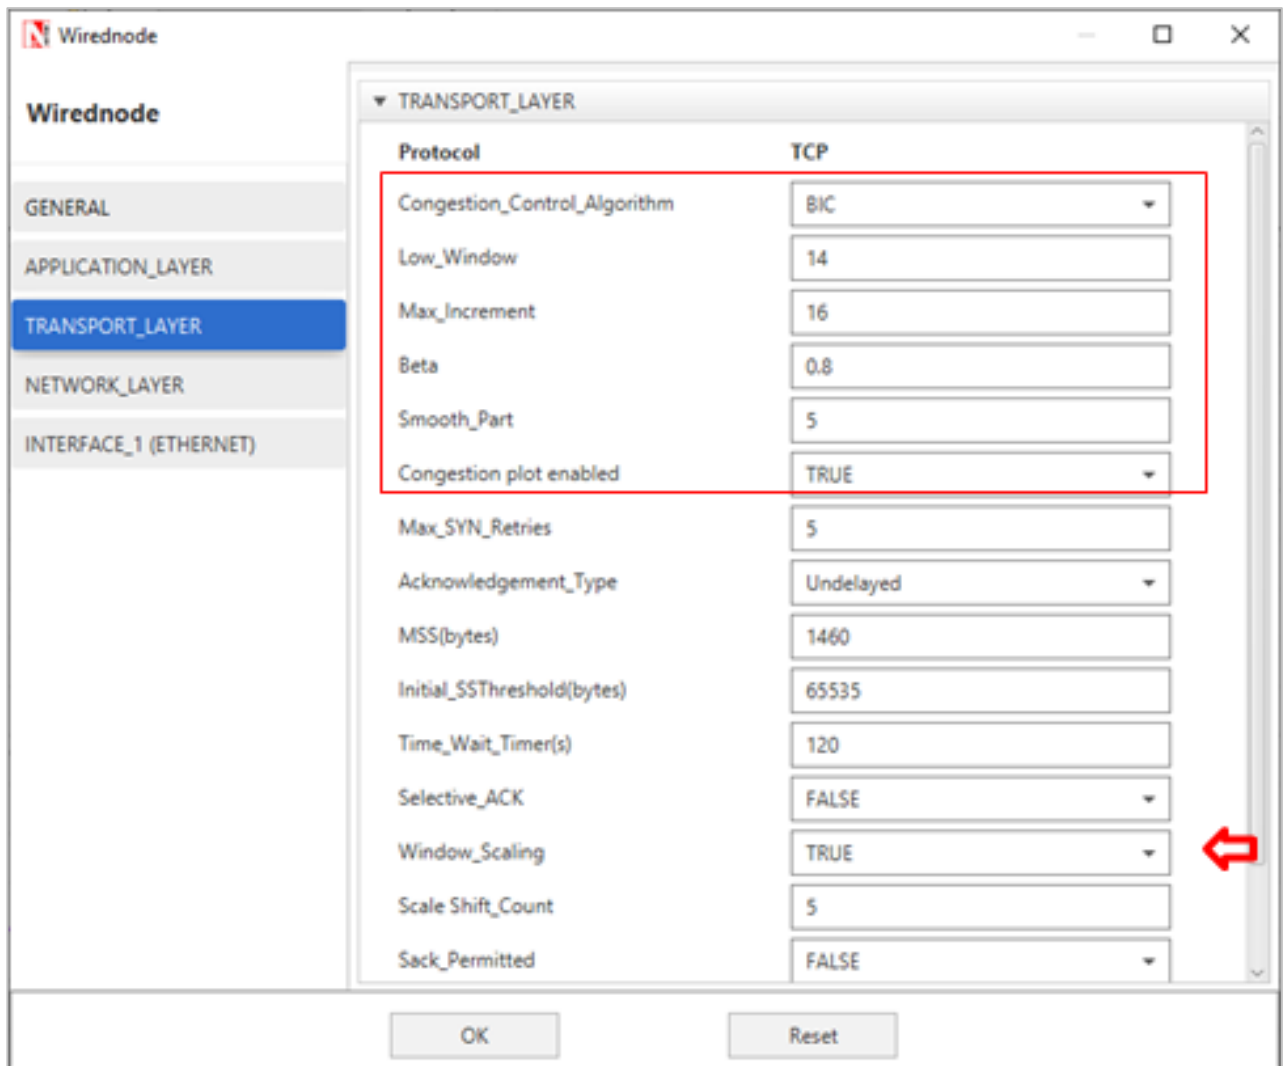 Wirednode
Wirednode
GENERAL
APPLICATION_LAYER
TRANSPORT_LAYER
NETWORK_LAYER
INTERFACE_1 (ETHERNET)
TRANSPORT_LAYER
Protocol TCP
Congestion_Control_Algorithm BIC
Low_Window 14
Max_Increment 16
Beta 0.8
Smooth_Part 5
Congestion plot enabled TRUE
Max_SYN_Retries 5
Acknowledgement_Type Undelayed
MSS(bytes) 1460
Initial_SSThreshold(bytes) 65535
Time_Wait_Timer(s) 120
Selective_ACK FALSE
Window_Scaling TRUE
Scale Shift_Count 5
Sack_Permitted FALSE
OK Reset